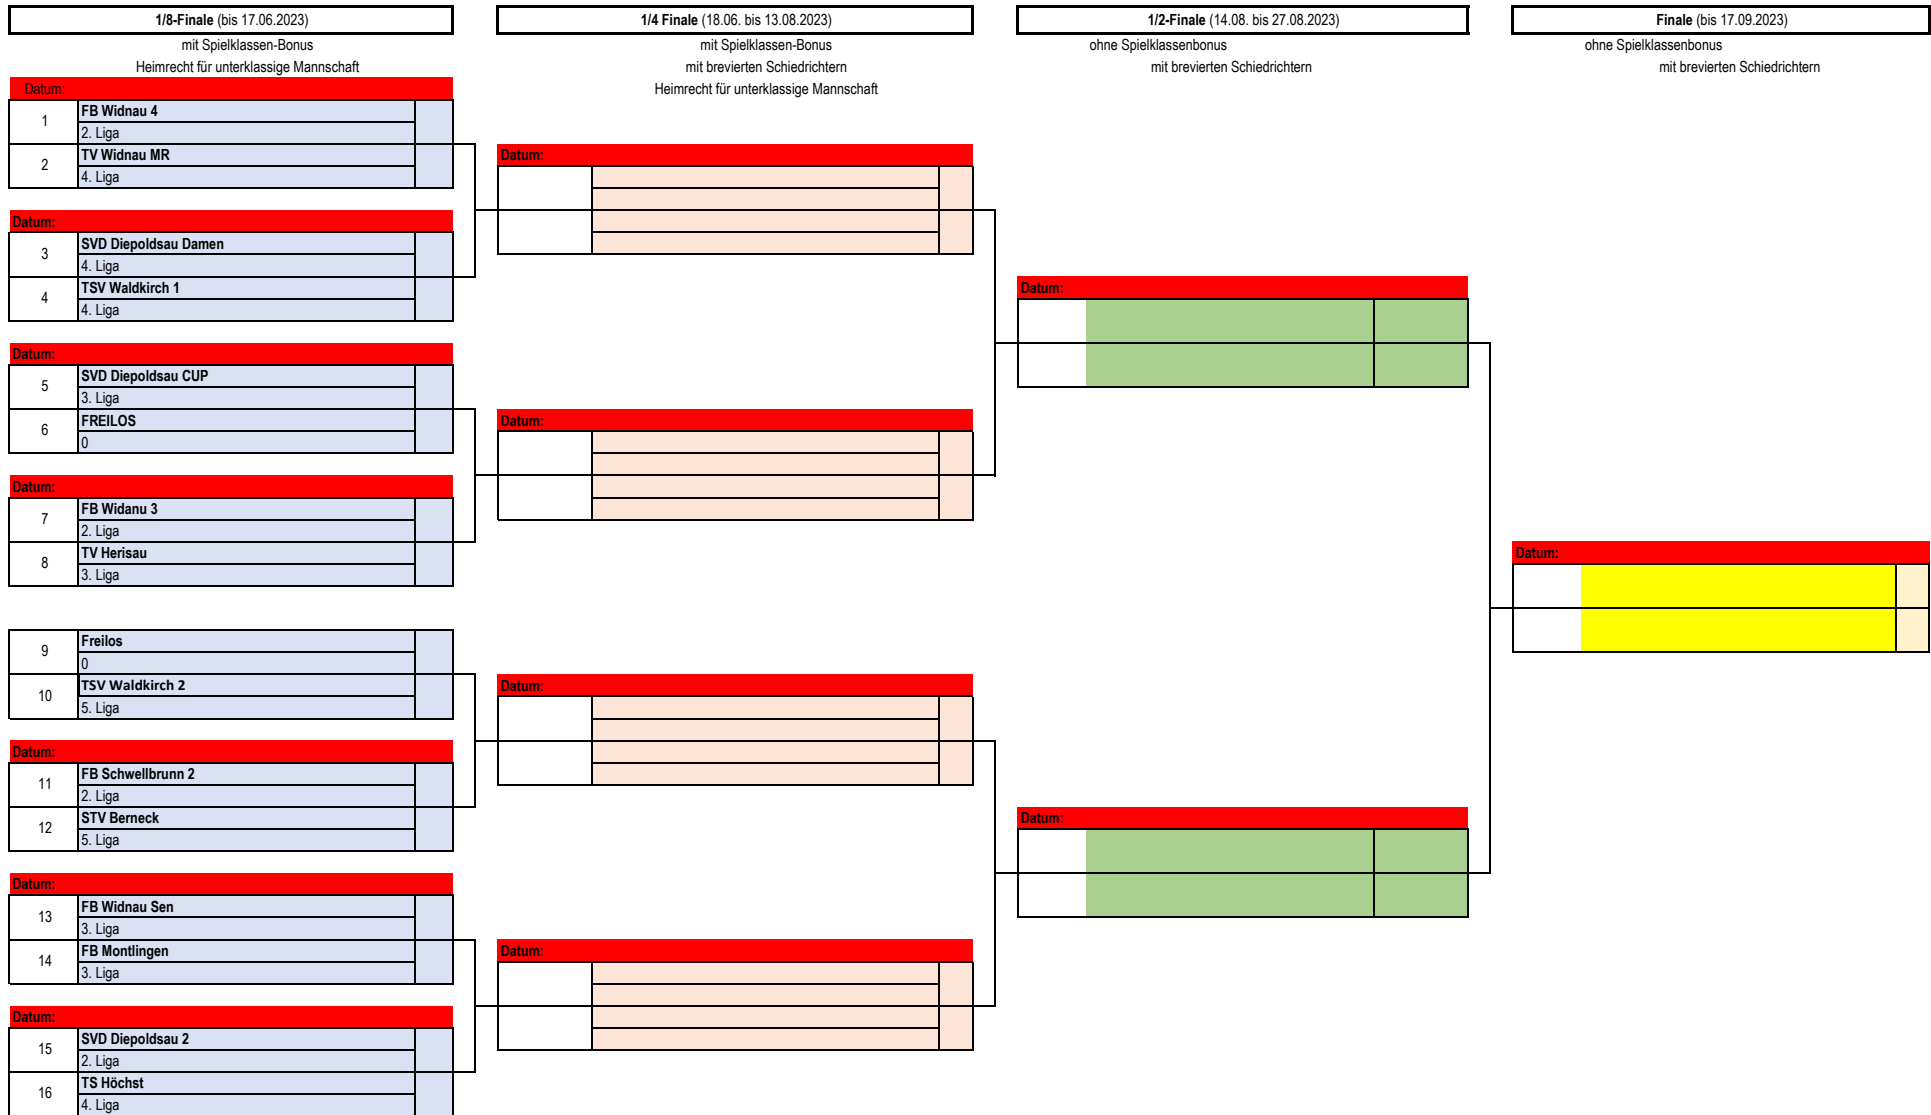 1/8-Finale (bis 17.06.2023)
mit Spielklassen-Bonus
Heimrecht für unterklassige Mannschaft
Datum:
1
FB Widnau 4
2. Liga
2
TV Widnau MR
4. Liga
Datum:
3
SVD Diepoldsau Damen
4. Liga
4
TSV Waldkirch 1
4. Liga
Datum:
5
SVD Diepoldsau CUP
3. Liga
6
FREILOS
0
Datum:
7
FB Widanu 3
2. Liga
8
TV Herisau
3. Liga
9
Freilos
0
10
TSV Waldkirch 2
5. Liga
Datum:
11
FB Schwellbrunn 2
2. Liga
12
STV Berneck
5. Liga
Datum:
13
FB Widnau Sen
3. Liga
14
FB Montlingen
3. Liga
Datum:
15
SVD Diepoldsau 2
2. Liga
16
TS Höchst
4. Liga
1/4 Finale (18.06. bis 13.08.2023)
mit Spielklassen-Bonus
mit brevierten Schiedrichtern
Heimrecht für unterklassige Mannschaft
Datum:
Datum:
Datum:
Datum:
1/2-Finale (14.08. bis 27.08.2023)
ohne Spielklassenbonus
mit brevierten Schiedrichtern
Datum:
Datum:
Finale (bis 17.09.2023)
ohne Spielklassenbonus
mit brevierten Schiedrichtern
Datum: